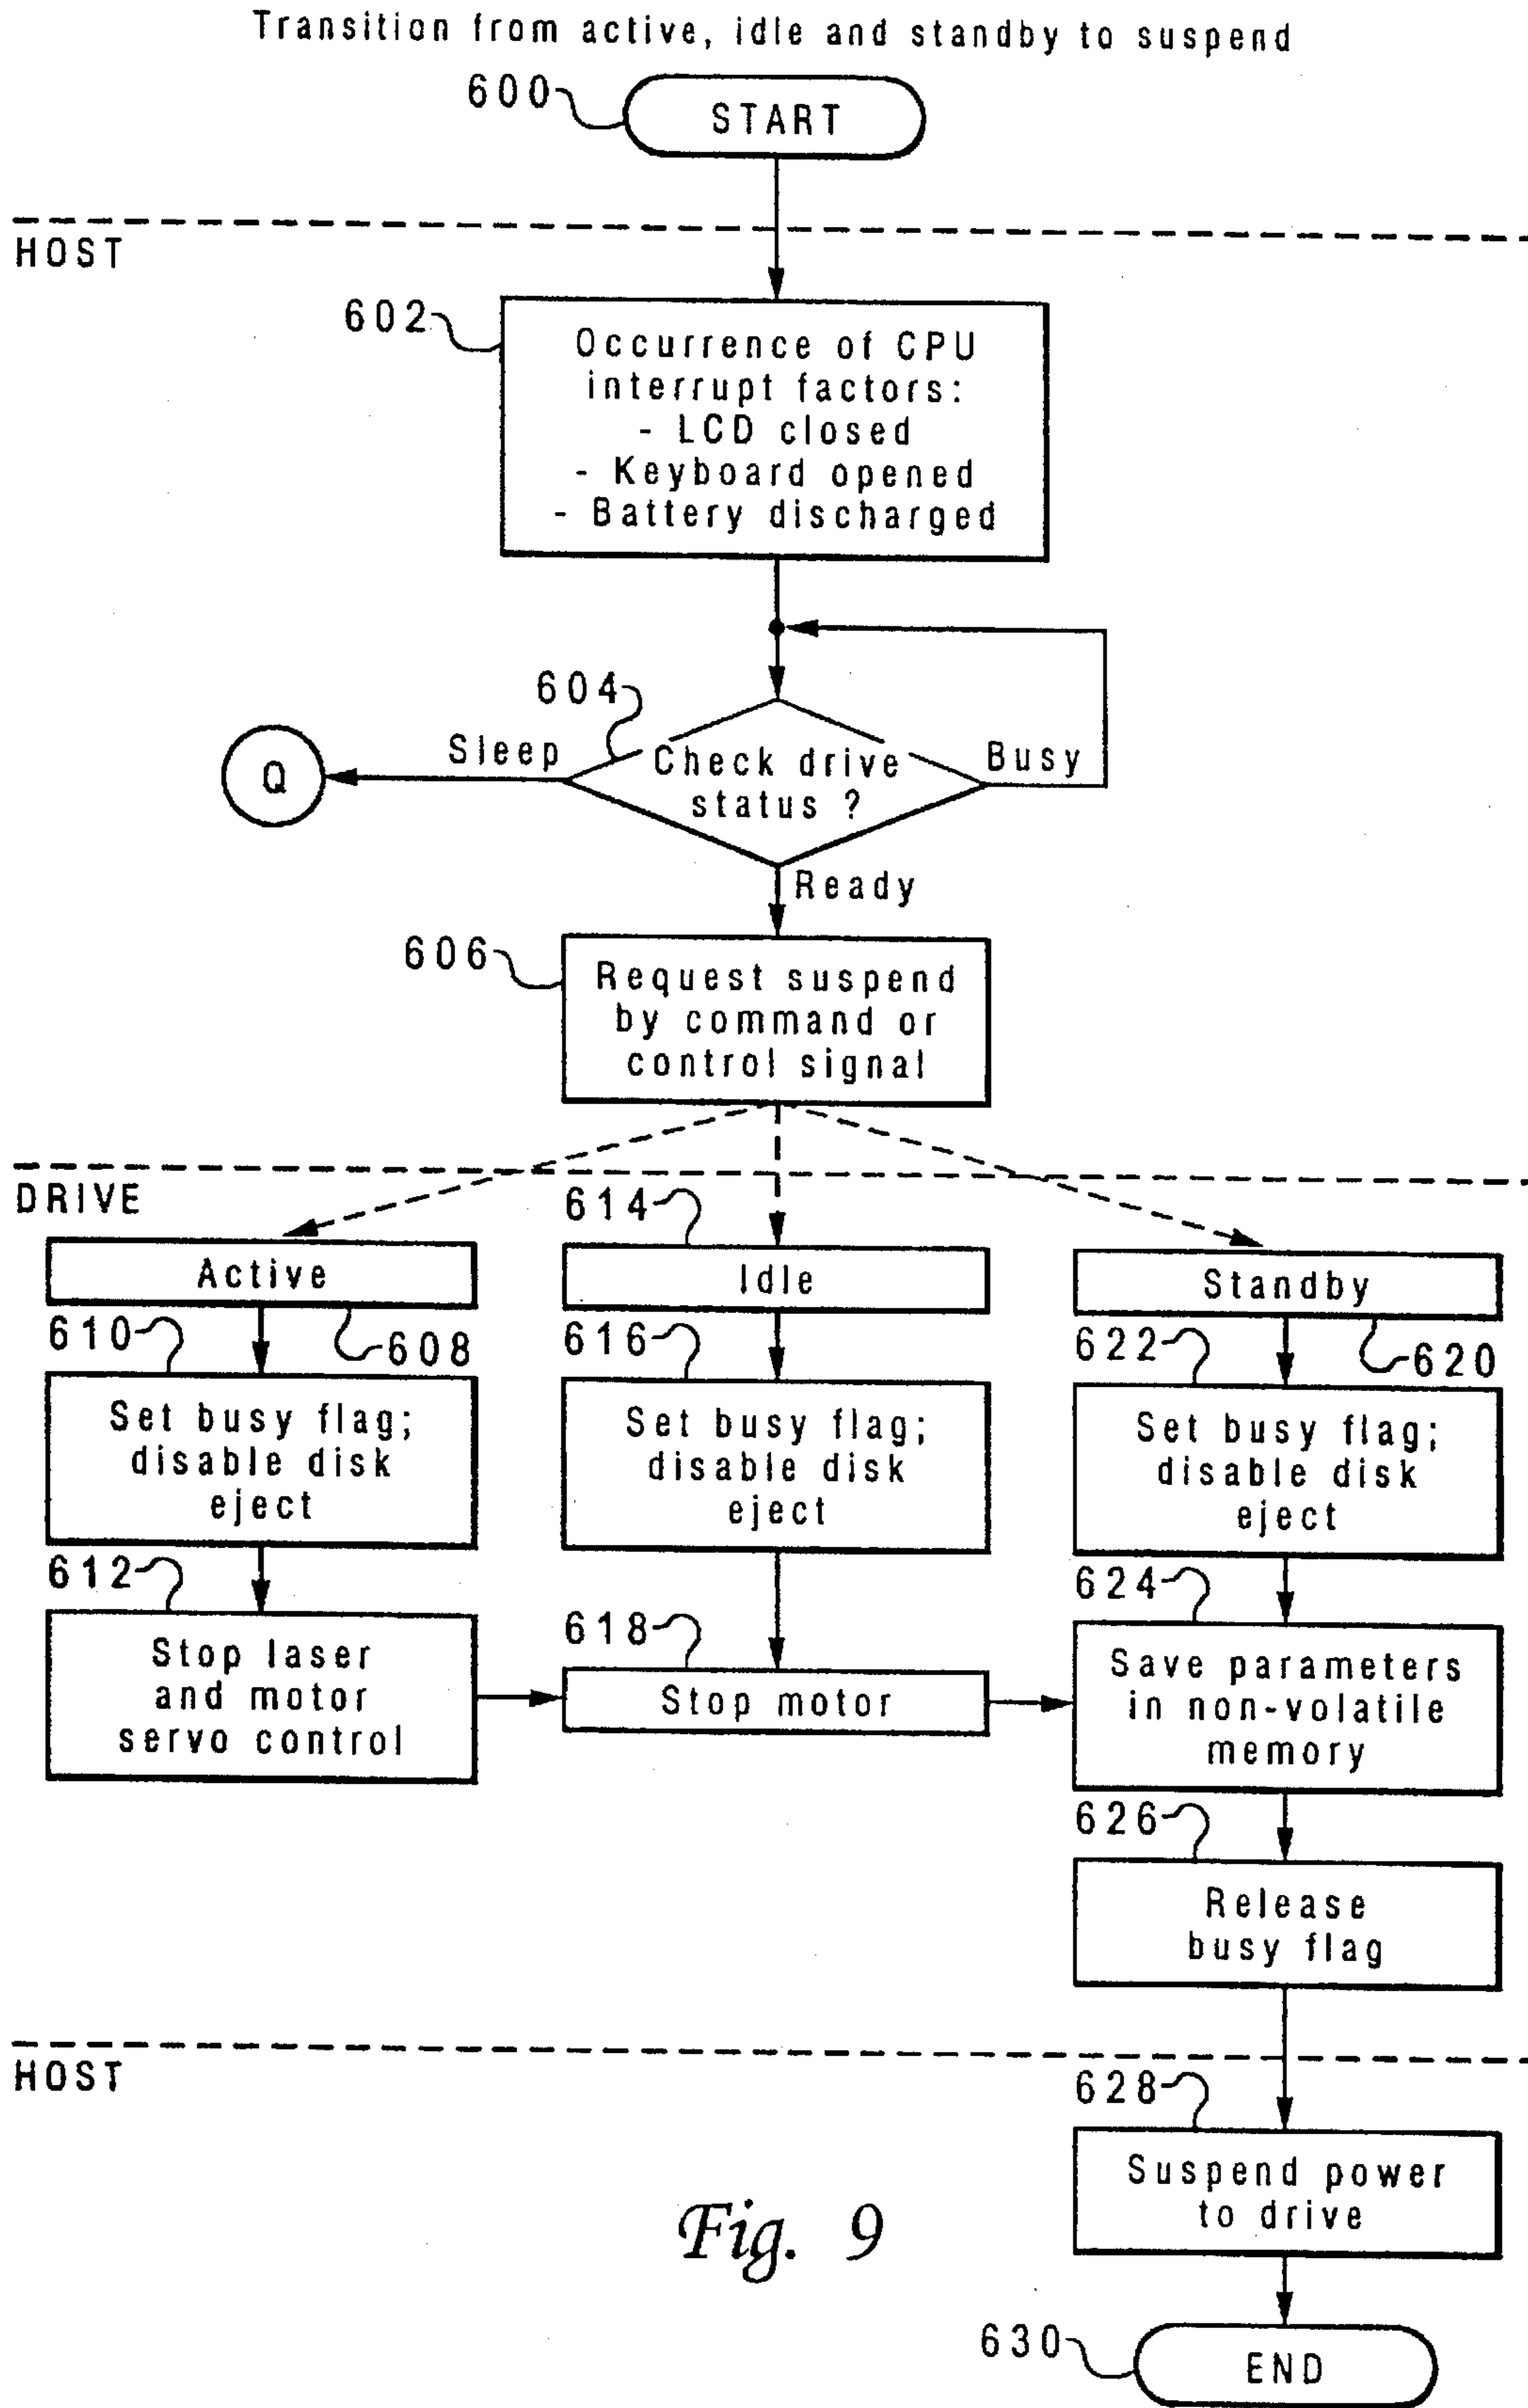 Transition from active, idle and standby to suspend
600
START
HOST
602
Occurrence of CPU
interrupt factors:
- LCD closed
- Keyboard opened
- Battery discharged
604
Sleep
Q
Check drive
status ?
Busy
Ready
606
Request suspend
by command or
control signal
DRIVE
Active
608
610
Set busy flag;
disable disk
eject
612
Stop laser
and motor
servo control
614
Idle
616
Set busy flag;
disable disk
eject
618
Stop motor
Standby
620
622
Set busy flag;
disable disk
eject
624
Save parameters
in non-volatile
memory
626
Release
busy flag
HOST
628
Suspend power
to drive
630
END
Fig. 9